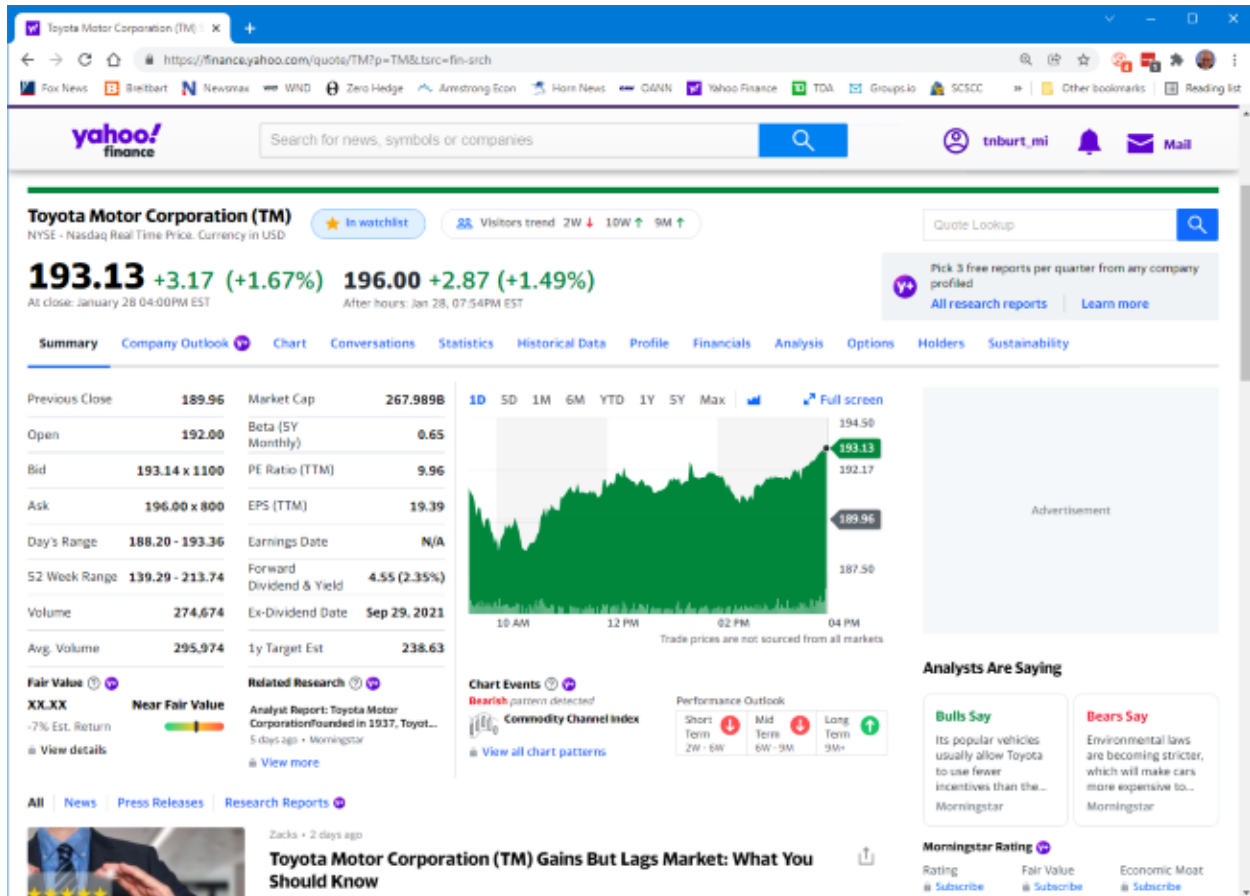 Toyota Motor Corporation (TM)
https://finance.yahoo.com/quote/TM?p=TM&.tsrc=fin-srch
Fox News Breitbart Newsmax WND Zero Hedge Armstrong Econ Horn News OANN Yahoo Finance TDA Groups.io SCSCC » Other bookmarks Reading list
yahoo!
finance
Search for news, symbols or companies
tnburt_mi Mail
Toyota Motor Corporation (TM)
NYSE - Nasdaq Real Time Price. Currency in USD
In watchlist
Visitors trend 2W ↓ 10W ↑ 9M ↑
Quote Lookup
193.13 +3.17 (+1.67%)
At close: January 28 04:00PM EST
196.00 +2.87 (+1.49%)
After hours: Jan 28, 07:54PM EST
Y+
Pick 3 free reports per quarter from any company
profiled
All research reports Learn more
Summary Company Outlook Y+ Chart Conversations Statistics Historical Data Profile Financials Analysis Options Holders Sustainability
Previous Close 189.96
Open 192.00
Bid 193.14 x 1100
Ask 196.00 x 800
Day's Range 188.20 - 193.36
52 Week Range 139.29 - 213.74
Volume 274,674
Avg. Volume 295,974
Market Cap 267.989B
Beta (5Y
Monthly) 0.65
PE Ratio (TTM) 9.96
EPS (TTM) 19.39
Earnings Date N/A
Forward
Dividend & Yield 4.55 (2.35%)
Ex-Dividend Date Sep 29, 2021
1y Target Est 238.63
1D 5D 1M 6M YTD 1Y 5Y Max Full screen
194.50
193.13
192.17
189.96
187.50
10 AM 12 PM 02 PM 04 PM
Trade prices are not sourced from all markets
Advertisement
Fair Value
XX.XX Near Fair Value
-7% Est. Return
View details
Related Research
Analyst Report: Toyota Motor
CorporationFounded in 1937, Toyot...
5 days ago • Morningstar
View more
Chart Events
Bearish pattern detected
Commodity Channel Index
View all chart patterns
Performance Outlook
Short
Term
2W - 6W
Mid
Term
6W - 9M
Long
Term
9M+
Analysts Are Saying
Bulls Say
Its popular vehicles
usually allow Toyota
to use fewer
incentives than the...
Morningstar
Bears Say
Environmental laws
are becoming stricter,
which will make cars
more expensive to...
Morningstar
All News Press Releases Research Reports
Zacks • 2 days ago
Toyota Motor Corporation (TM) Gains But Lags Market: What You
Should Know
Morningstar Rating
Rating Fair Value Economic Moat
Subscribe Subscribe Subscribe